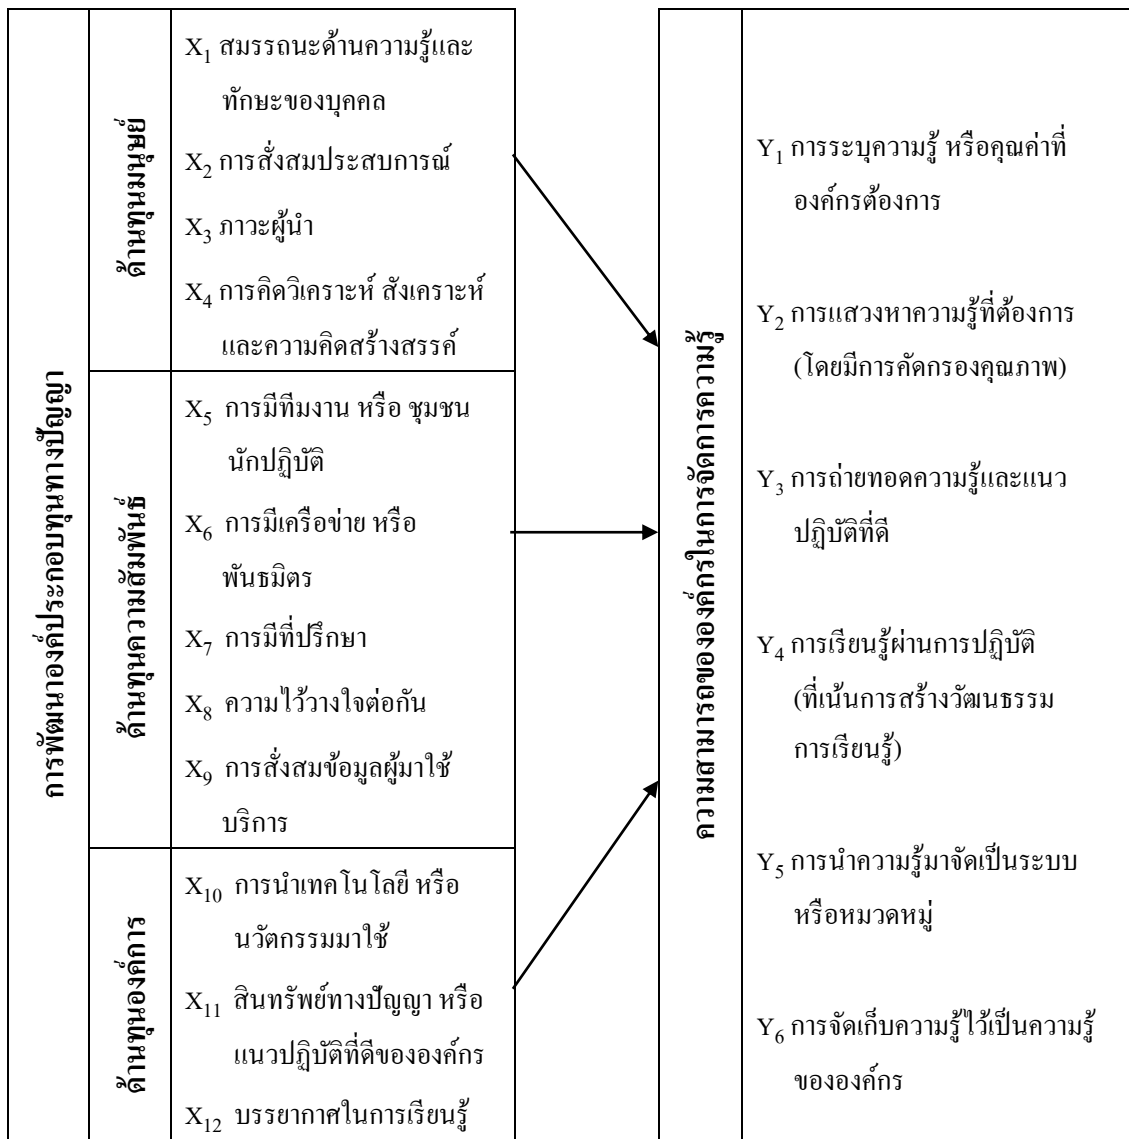 การพัฒนาองค์ประกอบทุนทางปัญญา
ด้านทุนมนุษย์
X1 สมรรถนะด้านความรู้และ
ทักษะของบุคคล
X2 การสั่งสมประสบการณ์
X3 ภาวะผู้นำ
X4 การคิดวิเคราะห์ สังเคราะห์
และความคิดสร้างสรรค์
ด้านทุนความสัมพันธ์
X5 การมีทีมงาน หรือ ชุมชน
นักปฏิบัติ
X6 การมีเครือข่าย หรือ
พันธมิตร
X7 การมีที่ปรึกษา
X8 ความไว้วางใจต่อกัน
X9 การสั่งสมข้อมูลผู้มาใช้
บริการ
ด้านทุนองค์การ
X10 การนำเทคโนโลยี หรือ
นวัตกรรมมาใช้
X11 สินทรัพย์ทางปัญญา หรือ
แนวปฏิบัติที่ดีขององค์กร
X12 บรรยากาศในการเรียนรู้
ความสามารถขององค์กรในการจัดการความรู้
Y1 การระบุความรู้ หรือคุณค่าที่
องค์กรต้องการ
Y2 การแสวงหาความรู้ที่ต้องการ
(โดยมีการคัดกรองคุณภาพ)
Y3 การถ่ายทอดความรู้และแนว
ปฏิบัติที่ดี
Y4 การเรียนรู้ผ่านการปฏิบัติ
(ที่เน้นการสร้างวัฒนธรรม
การเรียนรู้)
Y5 การนำความรู้มาจัดเป็นระบบ
หรือหมวดหมู่
Y6 การจัดเก็บความรู้ไว้เป็นความรู้
ขององค์กร